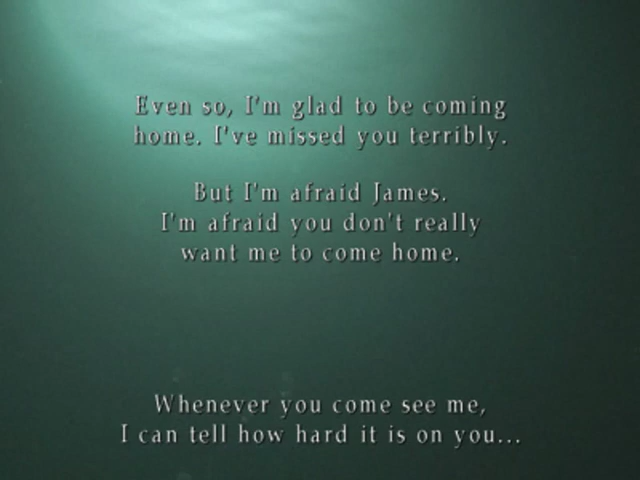 Even so, I'm glad to be coming
home. I've missed you terribly.
But I'm afraid James.
I'm afraid you don't really
want me to come home.
Whenever you come see me,
I can tell how hard it is on you...